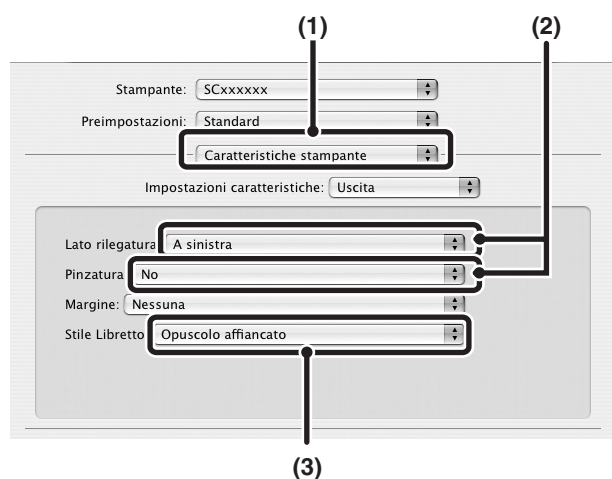 (1) (2)
Stampante: SCxxxxxx
Preimpostazioni: Standard
Caratteristiche stampante
Impostazioni caratteristiche: Uscita
Lato rilegatura A sinistra
Pinzatura No
Margine: Nessuna
Stile Libretto Opuscolo affiancato
(3)